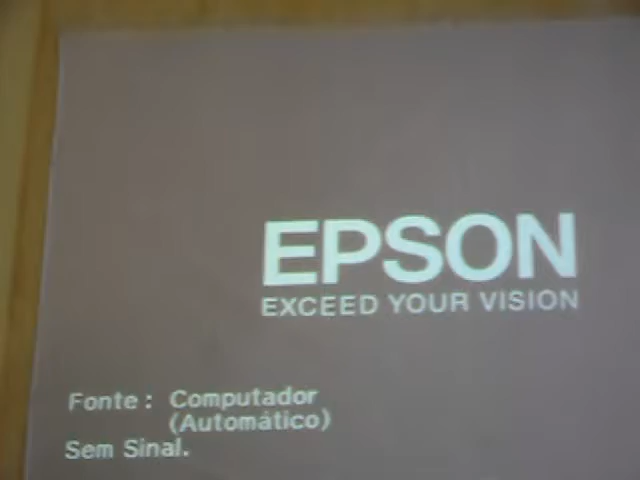 EPSON
EXCEED YOUR VISION
Fonte : Computador
(Automático)
Sem Sinal.